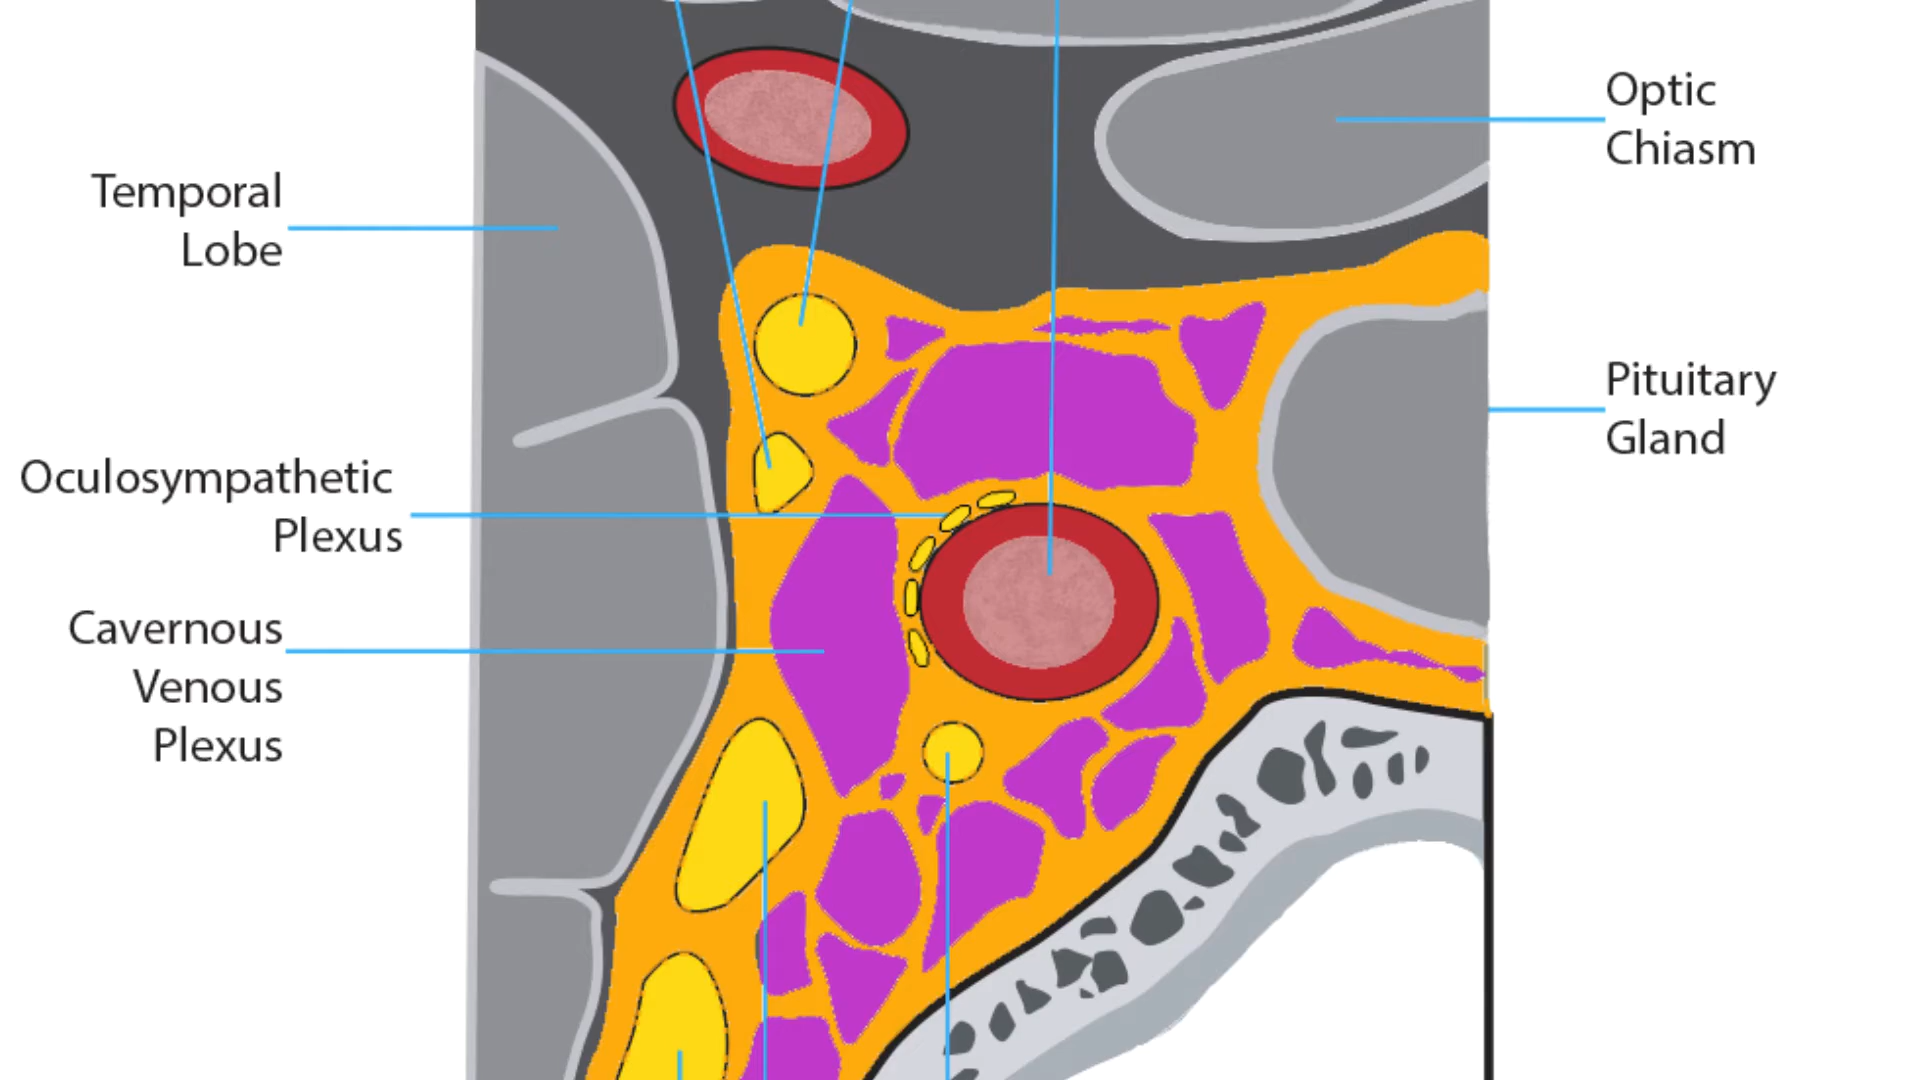 Temporal
Lobe
Oculosympathetic
Plexus
Cavernous
Venous
Plexus
Optic
Chiasm
Pituitary
Gland